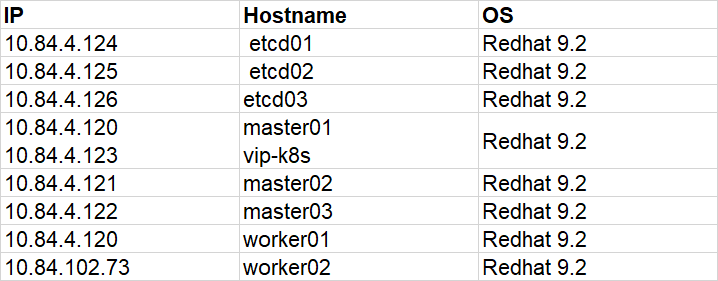 IP Hostname OS
10.84.4.124 etcd01 Redhat 9.2
10.84.4.125 etcd02 Redhat 9.2
10.84.4.126 etcd03 Redhat 9.2
10.84.4.120 master01 Redhat 9.2
10.84.4.123 vip-k8s
10.84.4.121 master02 Redhat 9.2
10.84.4.122 master03 Redhat 9.2
10.84.4.120 worker01 Redhat 9.2
10.84.102.73 worker02 Redhat 9.2